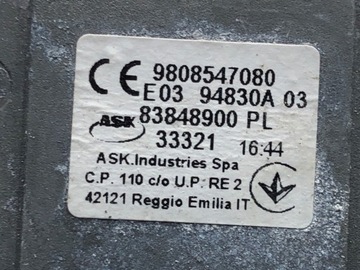 CE 9808547080
E03 94830A 03
ASK 83848900 PL
33321 16:44
ASK.Industries Spa
C.P. 110 c/o U.P. RE 2
42121 Reggio Emilia IT